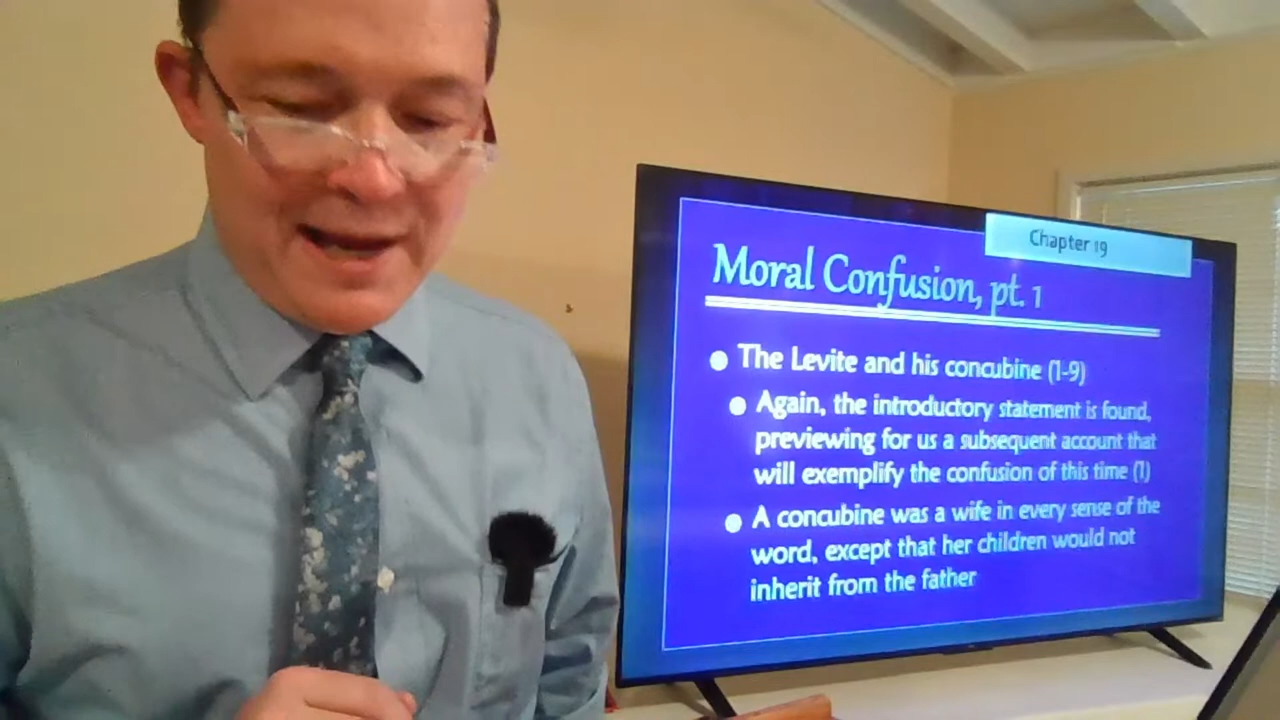 Chapter 19
Moral Confusion, pt. 1
The Levite and his concubine (1-9)
Again, the introductory statement is found,
previewing for us a subsequent account that
will exemplify the confusion of this time (1)
A concubine was a wife in every sense of the
word, except that her children would not
inherit from the father